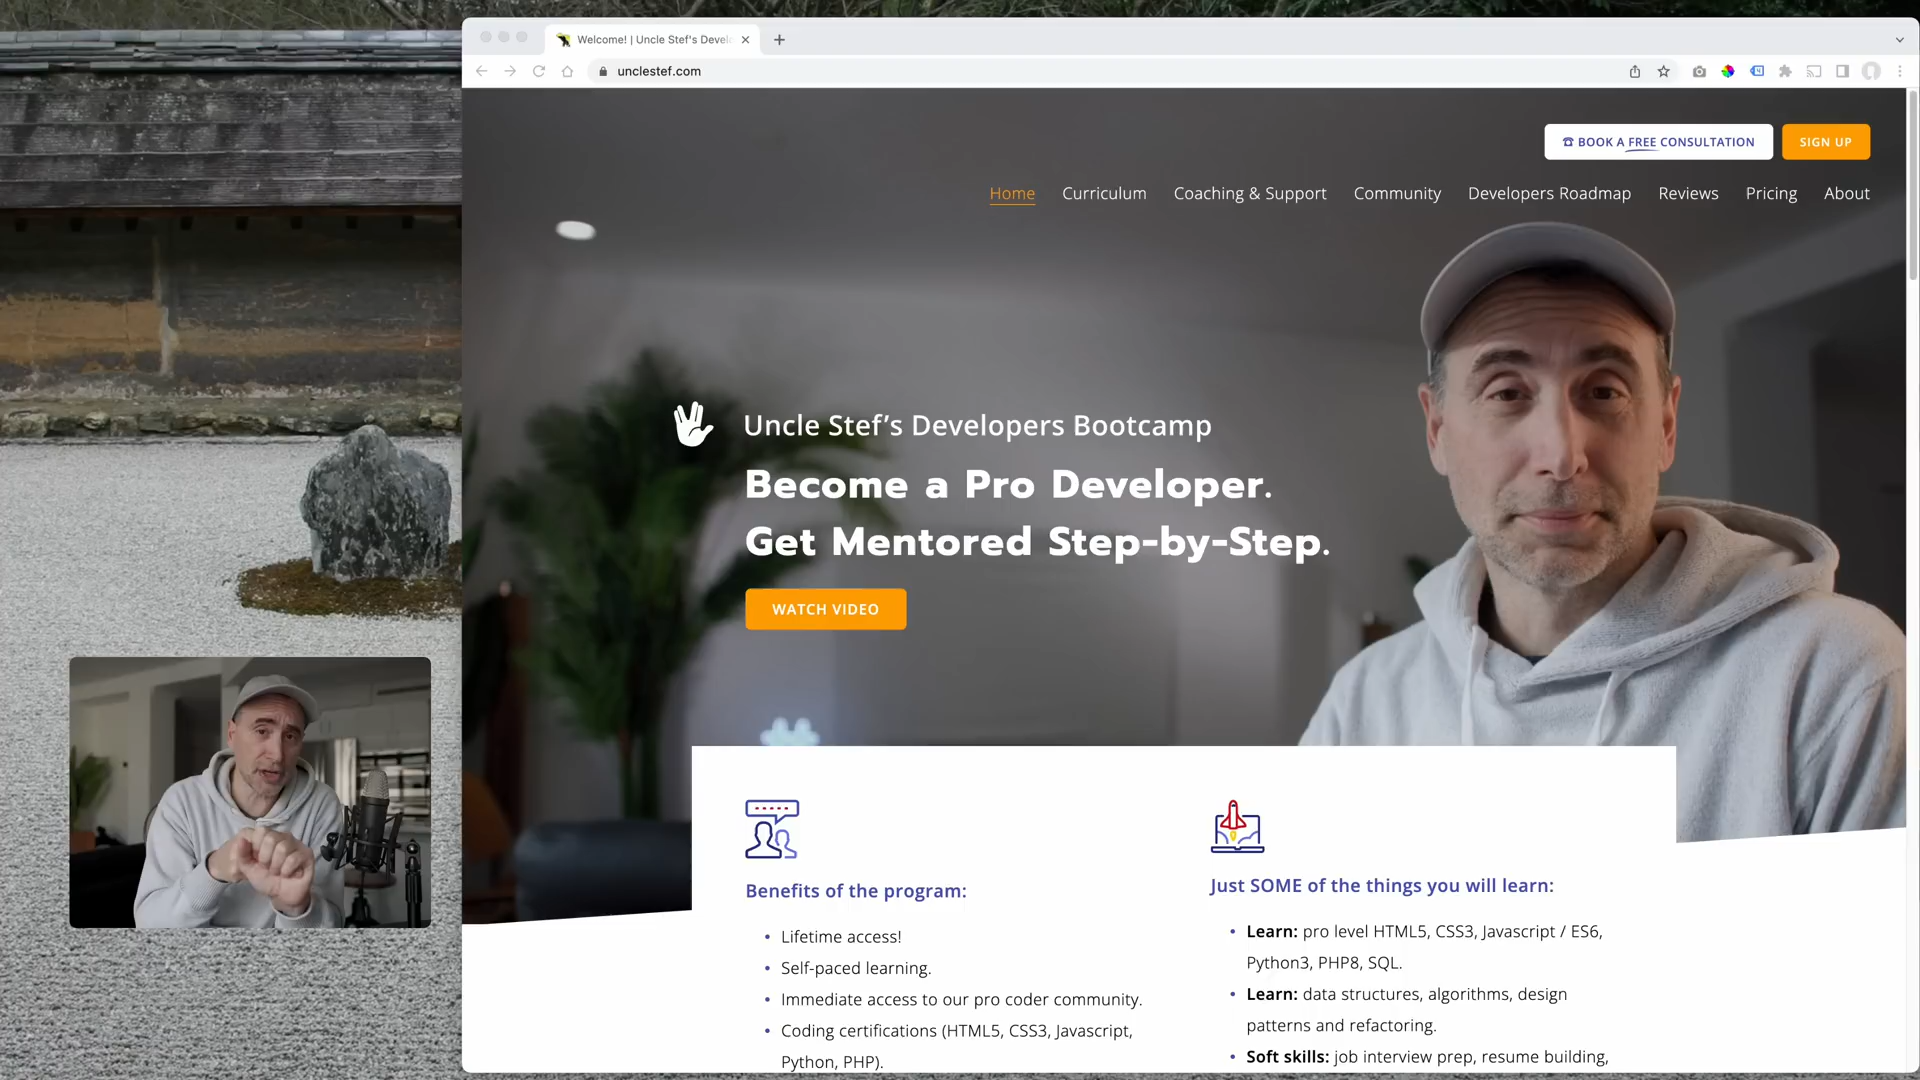 Welcome! | Uncle Stef's Devel
unclestef.com
BOOK A FREE CONSULTATION
SIGN UP
Home
Curriculum
Coaching & Support
Community
Developers Roadmap
Reviews
Pricing
About
Uncle Stef’s Developers Bootcamp
Become a Pro Developer.
Get Mentored Step-by-Step.
WATCH VIDEO
Benefits of the program:
• Lifetime access!
• Self-paced learning.
• Immediate access to our pro coder community.
• Coding certifications (HTML5, CSS3, Javascript,
Python, PHP).
Just SOME of the things you will learn:
• Learn: pro level HTML5, CSS3, Javascript / ES6,
Python3, PHP8, SQL.
• Learn: data structures, algorithms, design
patterns and refactoring.
• Soft skills: job interview prep, resume building,